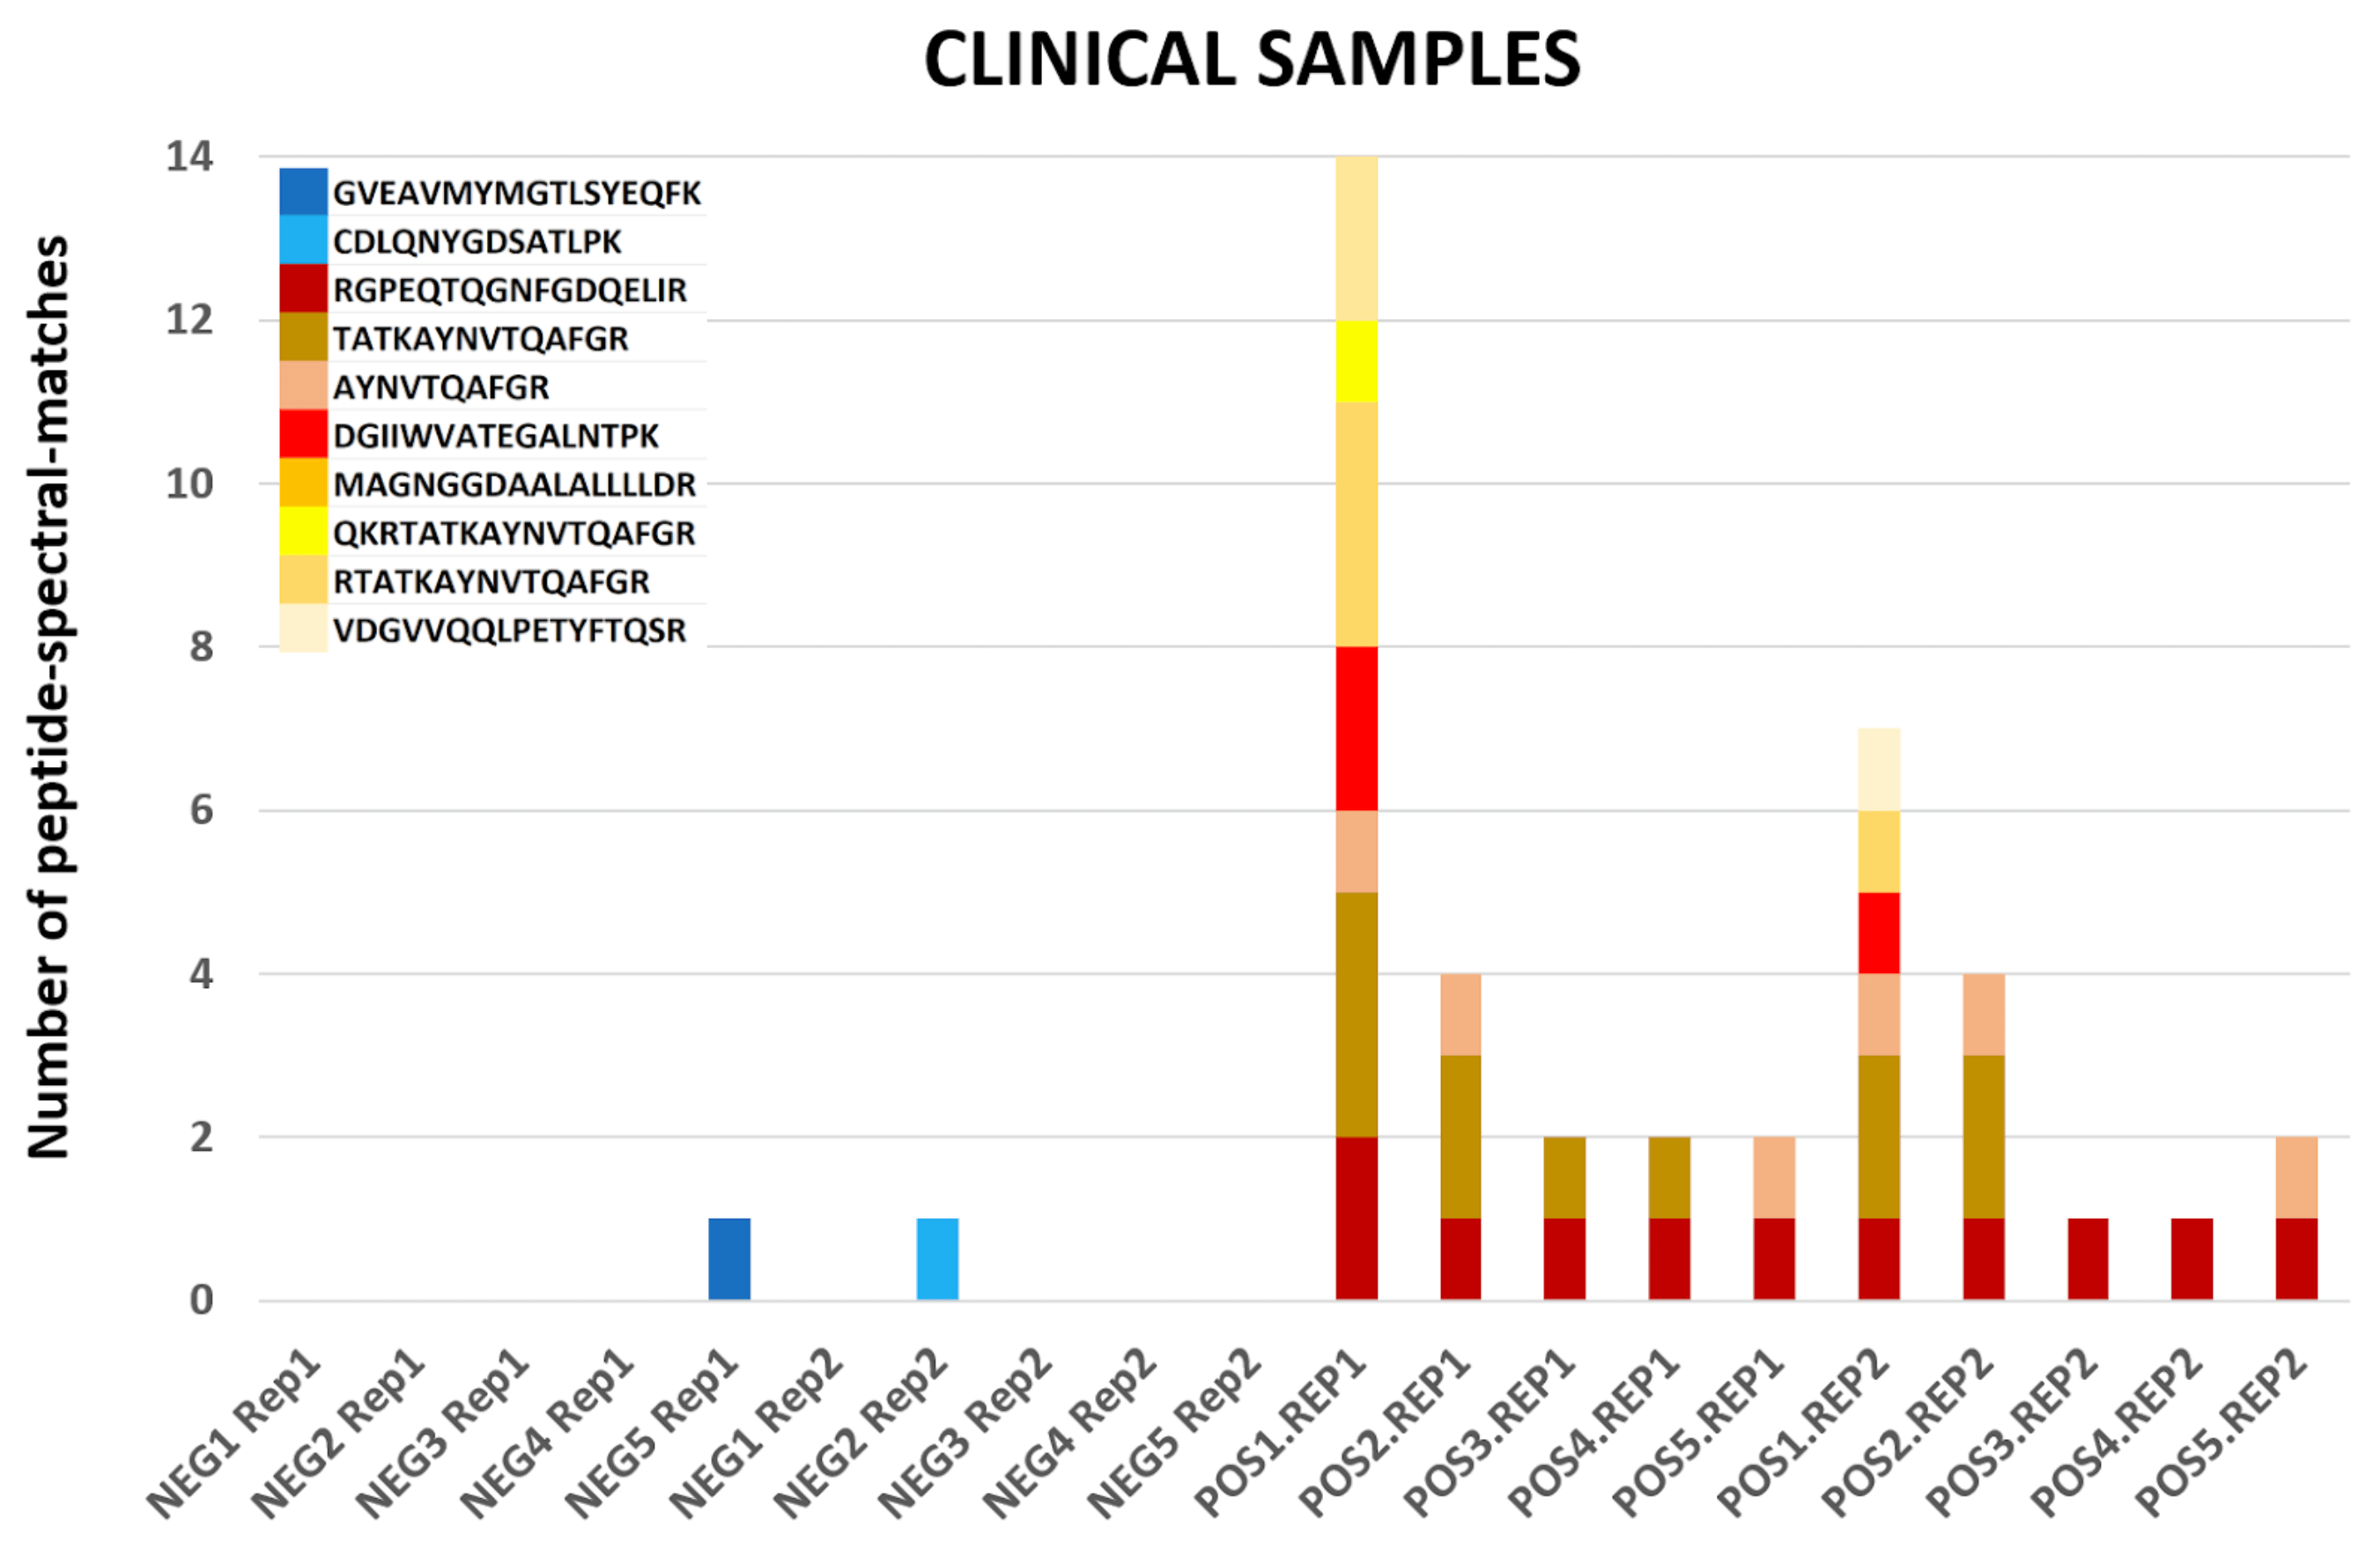 CLINICAL SAMPLES
Number of peptide-spectral-matches
14
12
10
8
6
4
2
0
GVEAVMYMGTLSYEQFK
CDLQNYGDSATLPK
RGPEQTQGNFGDQELIR
TATKAYNVTQAFGR
AYNVTQAFGR
DGIIWVATEGALNTPK
MAGNGGDAALALLLLDR
QKRTATKAYNVTQAFGR
RTATKAYNVTQAFGR
VDGVVQQLPETYFTQSR
NEG1 Rep1
NEG2 Rep1
NEG3 Rep1
NEG4 Rep1
NEG5 Rep1
NEG1 Rep2
NEG2 Rep2
NEG3 Rep2
NEG4 Rep2
NEG5 Rep2
POS1.REP1
POS2.REP1
POS3.REP1
POS4.REP1
POS5.REP1
POS1.REP2
POS2.REP2
POS3.REP2
POS4.REP2
POS5.REP2